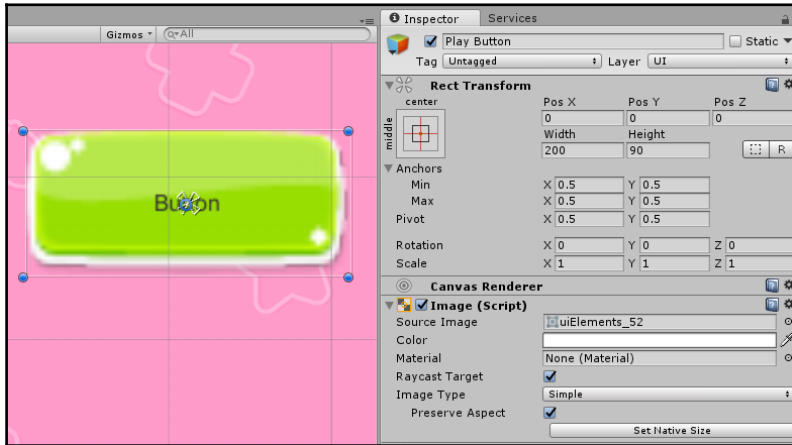 Inspector Services
Gizmos All
Play Button Static
Tag Untagged Layer UI
Rect Transform
center
middle
Pos X Pos Y Pos Z
0 0 0
Width Height
200 90 R
Anchors
Min X 0.5 Y 0.5
Max X 0.5 Y 0.5
Pivot X 0.5 Y 0.5
Rotation X 0 Y 0 Z 0
Scale X 1 Y 1 Z 1
Button
Canvas Renderer
Image (Script)
Source Image uiElements_52
Color
Material None (Material)
Raycast Target
Image Type Simple
Preserve Aspect
Set Native Size